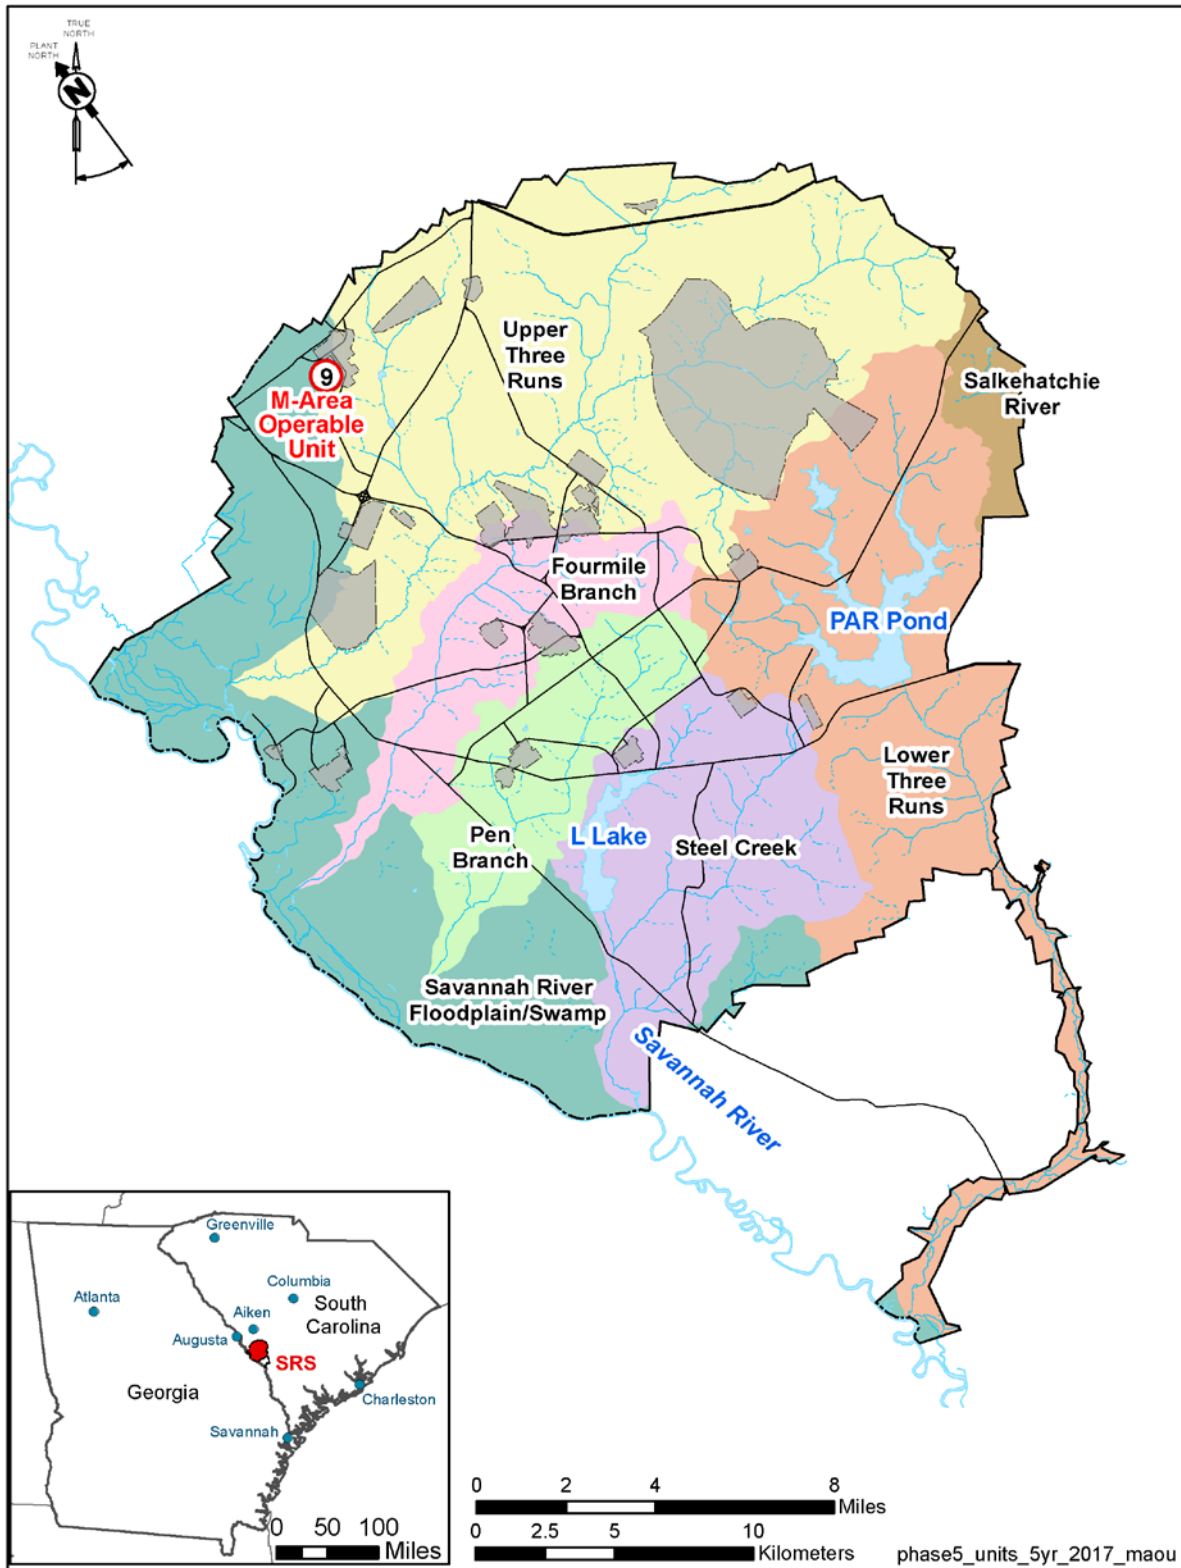 TRUE
NORTH
PLANT
NORTH
N
Upper
Three
Runs
Salkehatchie
River
9
M-Area
Operable
Unit
Fourmile
Branch
PAR Pond
Lower
Three
Runs
Pen
Branch
L Lake
Steel Creek
Savannah River
Floodplain/Swamp
Savannah River
Greenville
Columbia
Atlanta
Aiken
South
Carolina
Augusta
SRS
Georgia
Charleston
Savannah
0 50 100
Miles
0 2 4 8
Miles
0 2.5 5 10
Kilometers
phase5_units_5yr_2017_maou